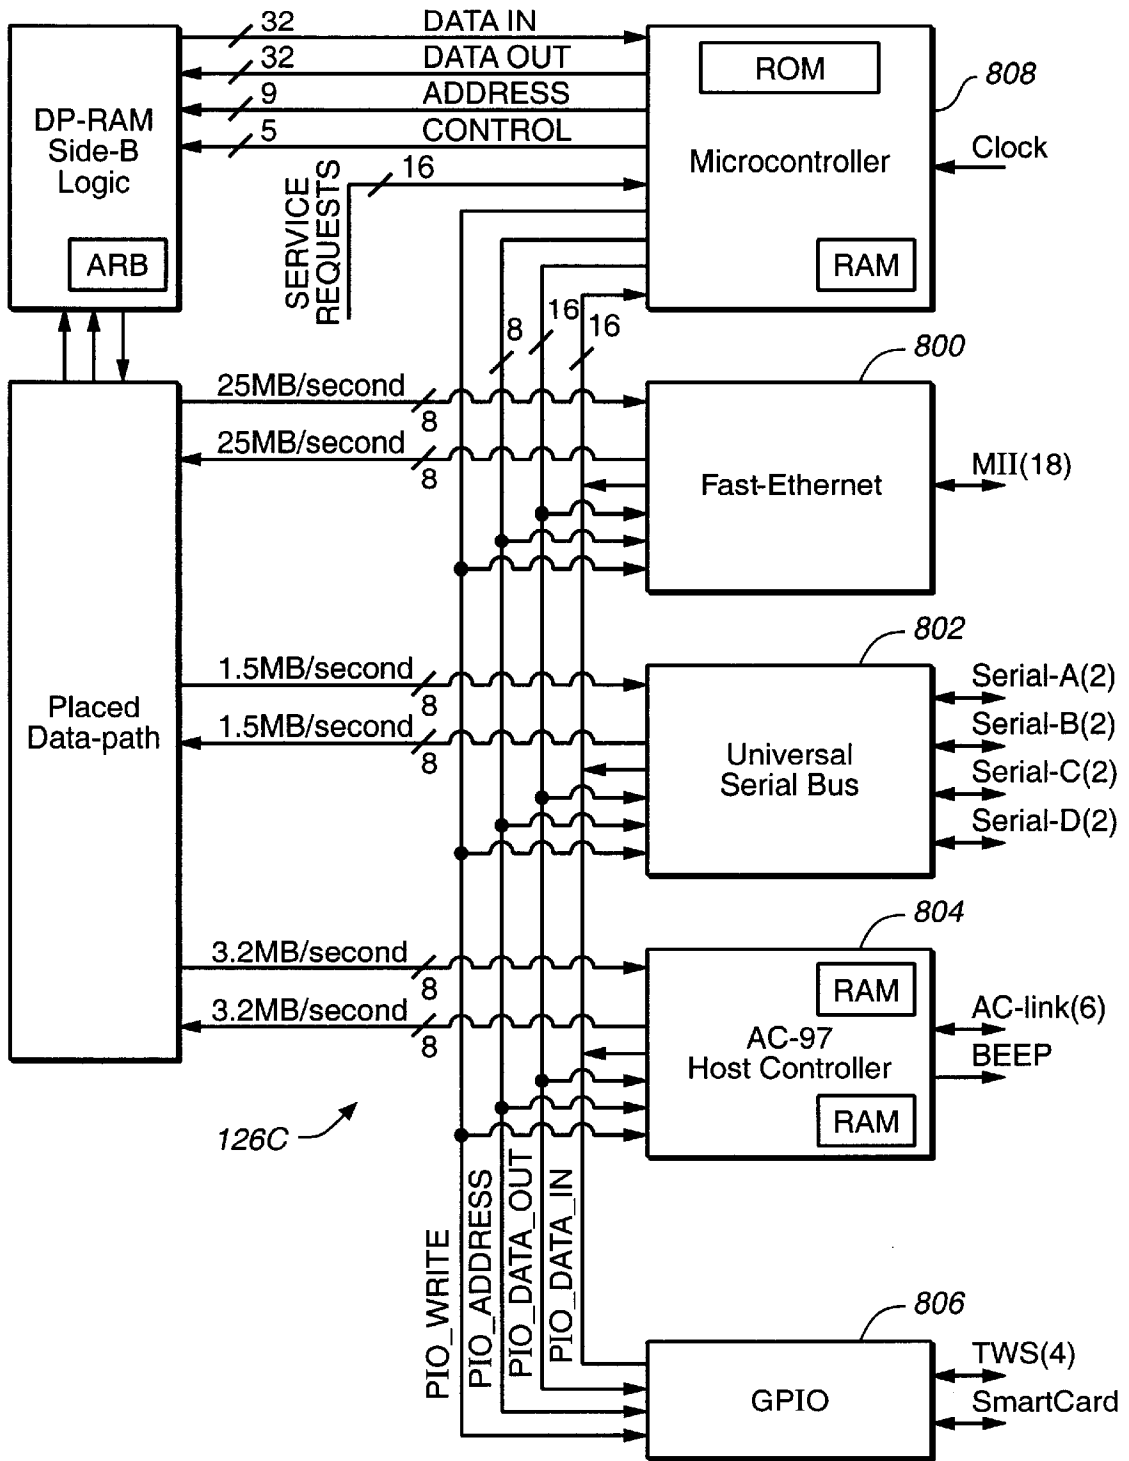 32 DATA IN
32 DATA OUT
9 ADDRESS
5 CONTROL
DP-RAM
Side-B
Logic
ARB
SERVICE
REQUESTS
16
ROM
Microcontroller
RAM
808
Clock
8
16
16
800
25MB/second
8
25MB/second
8
Fast-Ethernet
MII(18)
802
Placed
Data-path
1.5MB/second
8
1.5MB/second
8
Universal
Serial Bus
Serial-A(2)
Serial-B(2)
Serial-C(2)
Serial-D(2)
804
3.2MB/second
8
3.2MB/second
8
RAM
AC-97
Host Controller
RAM
AC-link(6)
BEEP
126C
PIO_WRITE
PIO_ADDRESS
PIO_DATA_OUT
PIO_DATA_IN
806
GPIO
TWS(4)
SmartCard